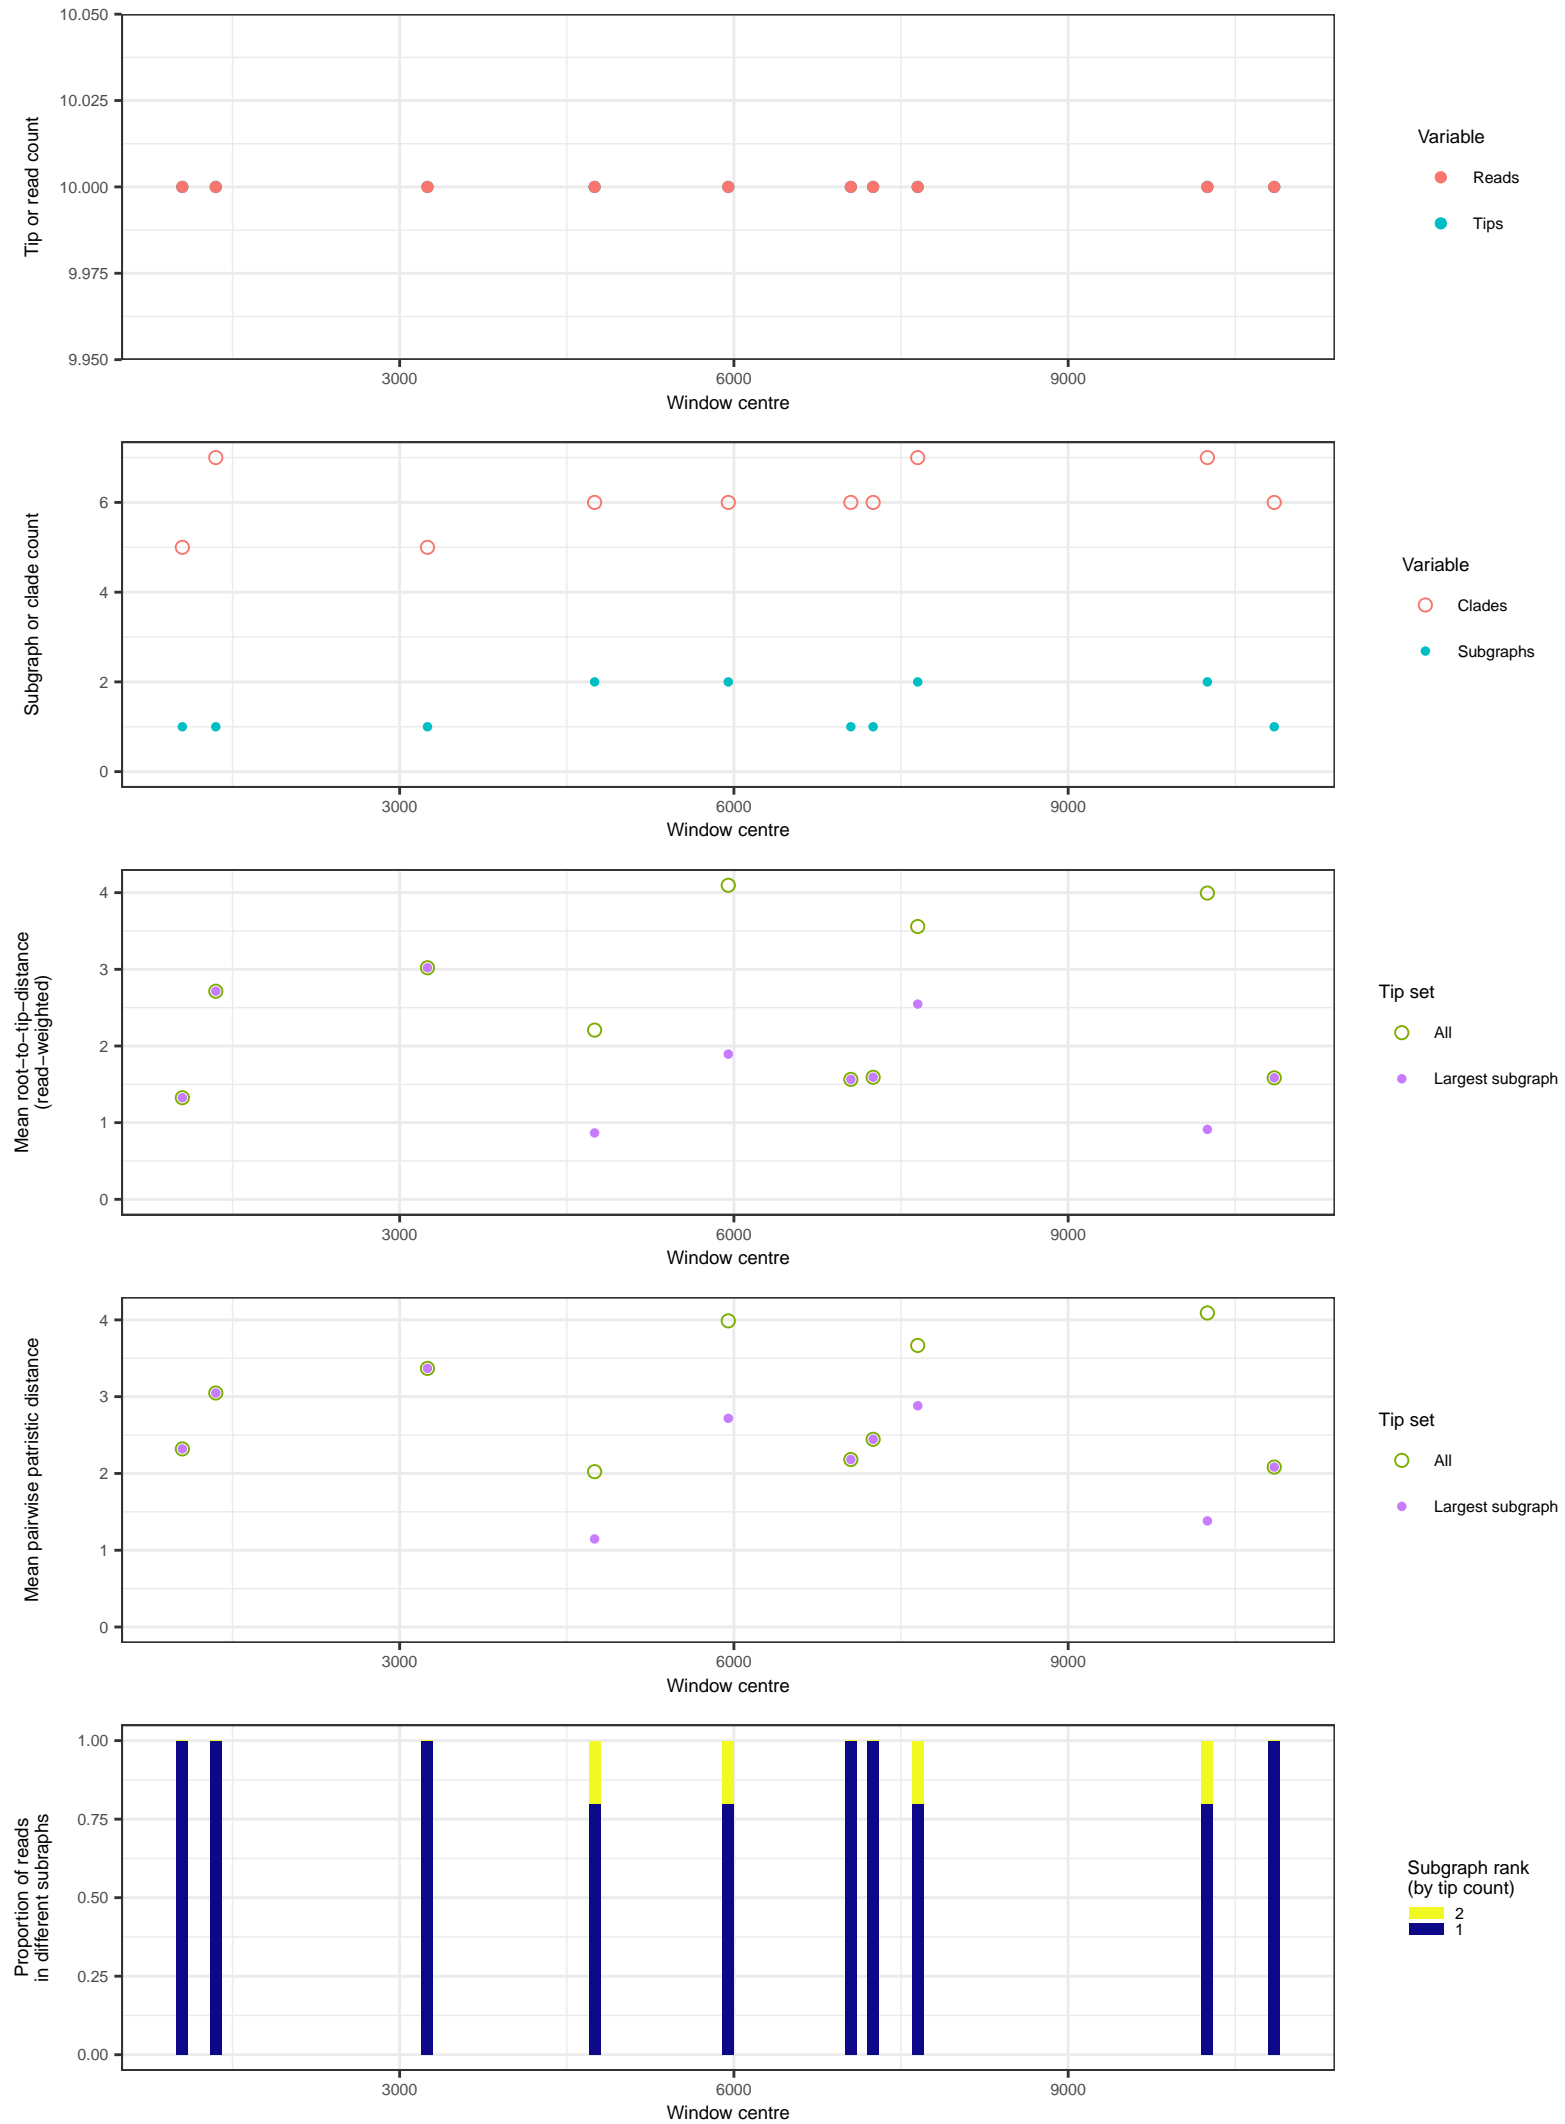 10.050
10.025
10.000
9.975
9.950
Tip or read count
3000
6000
9000
Window centre
Variable
Reads
Tips
6
4
2
0
Subgraph or clade count
3000
6000
9000
Window centre
Variable
Clades
Subgraphs
4
3
2
1
0
Mean root−to−tip−distance
(read−weighted)
3000
6000
9000
Window centre
Tip set
All
Largest subgraph
4
3
2
1
0
Mean pairwise patristic distance
3000
6000
9000
Window centre
Tip set
All
Largest subgraph
1.00
0.75
0.50
0.25
0.00
Proportion of reads
in different subraphs
3000
6000
9000
Window centre
Subgraph rank
(by tip count)
2
1